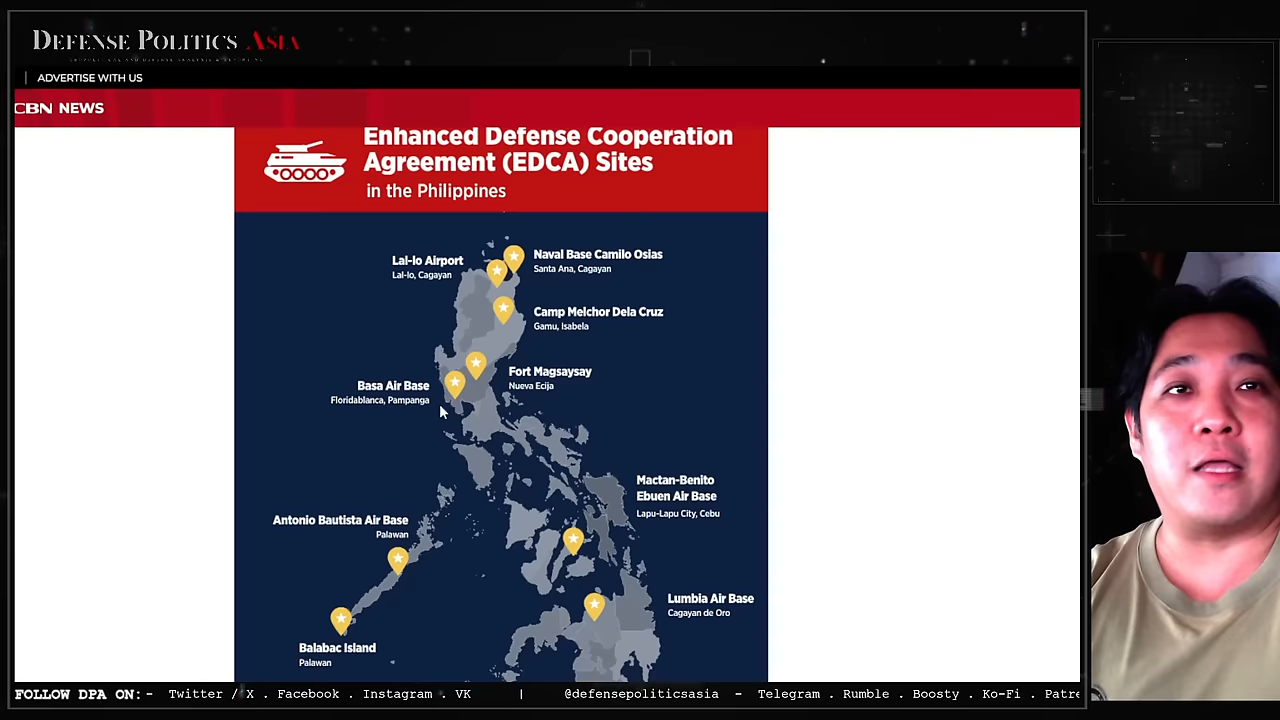 DEFENSE POLITICS ASIA
ADVERTISE WITH US
CBN NEWS
Enhanced Defense Cooperation
Agreement (EDCA) Sites
in the Philippines
Lal-lo Airport
Lal-lo, Cagayan
Naval Base Camilo Osias
Santa Ana, Cagayan
Camp Melchor Dela Cruz
Gamu, Isabela
Fort Magsaysay
Nueva Ecija
Basa Air Base
Floridablanca, Pampanga
Mactan-Benito
Ebuen Air Base
Lapu-Lapu City, Cebu
Antonio Bautista Air Base
Palawan
Lumbia Air Base
Cagayan de Oro
Balabac Island
Palawan
FOLLOW DPA ON:- Twitter / X . Facebook . Instagram . VK | @defensepoliticsasia - Telegram . Rumble . Boosty . Ko-Fi . Patre